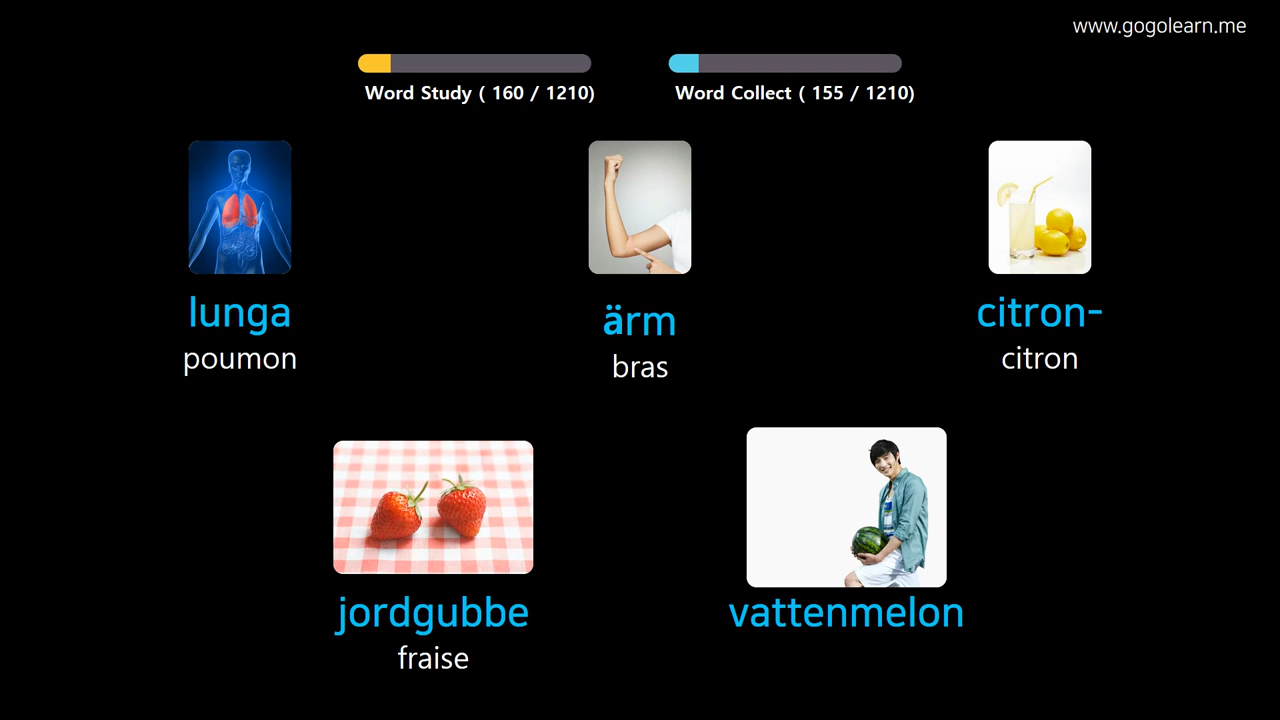 www.gogolearn.me
Word Study ( 160 / 1210)
Word Collect ( 155 / 1210)
lunga
poumon
ärm
bras
citron-
citron
jordgubbe
fraise
vattenmelon